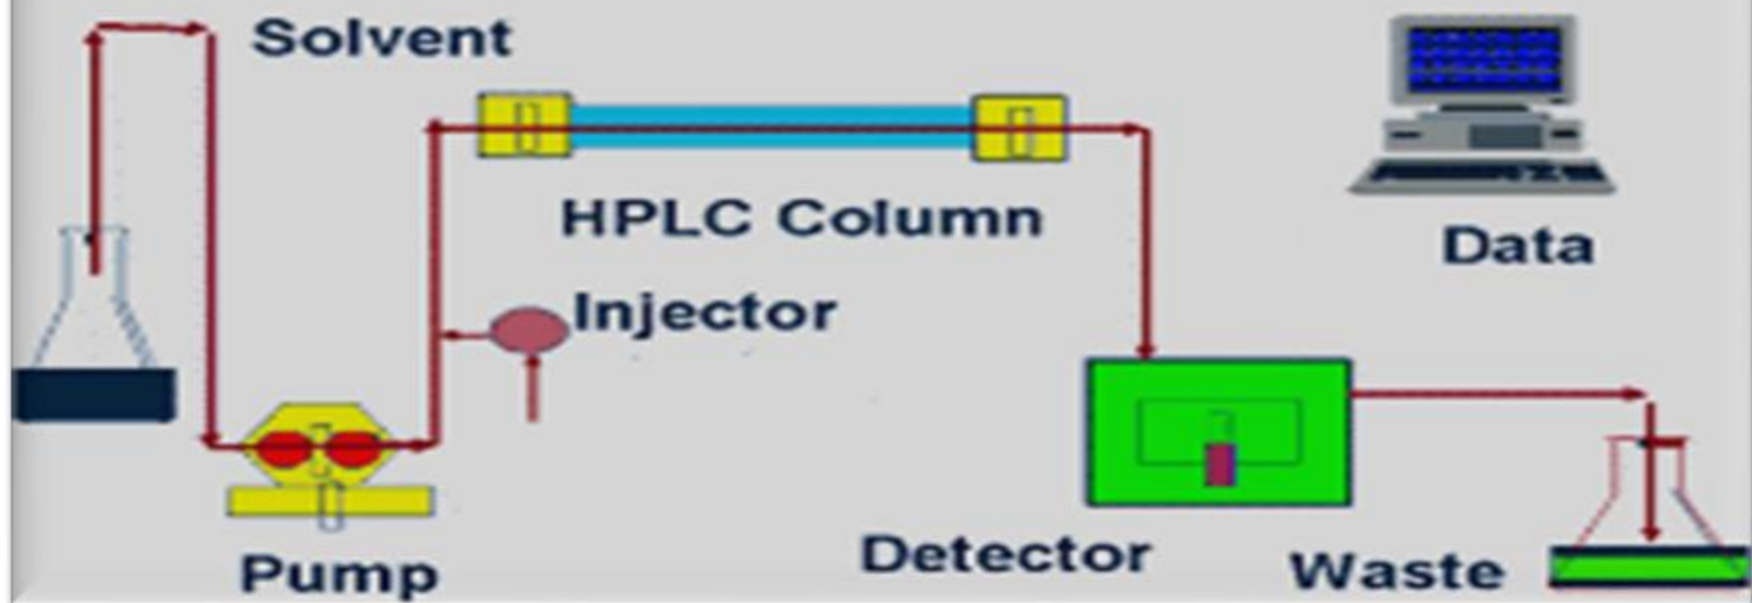 Solvent
HPLC Column
Data
Injector
Pump
Detector
Waste